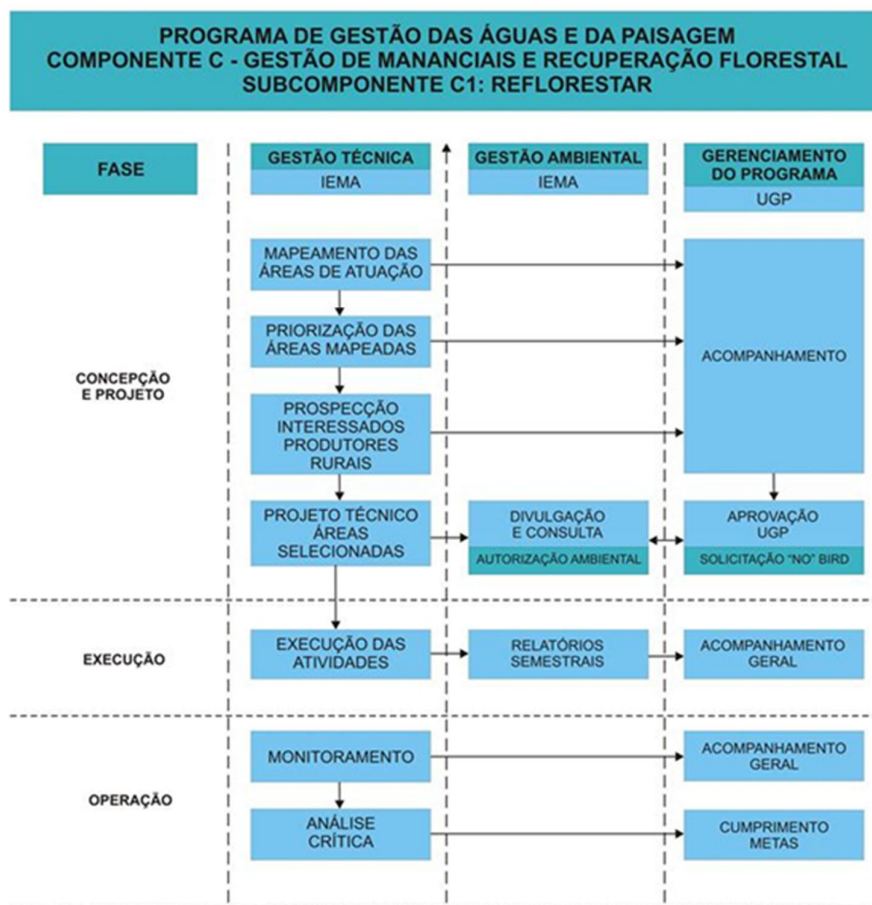 PROGRAMA DE GESTÃO DAS ÁGUAS E DA PAISAGEM
COMPONENTE C - GESTÃO DE MANANCIAIS E RECUPERAÇÃO FLORESTAL
SUBCOMPONENTE C1: REFLORESTAR
FASE
GESTÃO TÉCNICA
IEMA
GESTÃO AMBIENTAL
IEMA
GERENCIAMENTO
DO PROGRAMA
UGP
CONCEPÇÃO
E PROJETO
MAPEAMENTO DAS
ÁREAS DE ATUAÇÃO
PRIORIZAÇÃO DAS
ÁREAS MAPEADAS
PROSPECÇÃO
INTERESSADOS
PRODUTORES
RURAIS
ACOMPANHAMENTO
PROJETO TÉCNICO
ÁREAS
SELECIONADAS
DIVULGAÇÃO
E CONSULTA
AUTORIZAÇÃO AMBIENTAL
APROVAÇÃO
UGP
SOLICITAÇÃO "NO" BIRD
EXECUÇÃO
EXECUÇÃO DAS
ATIVIDADES
RELATÓRIOS
SEMESTRAIS
ACOMPANHAMENTO
GERAL
OPERAÇÃO
MONITORAMENTO
ACOMPANHAMENTO
GERAL
ANÁLISE
CRÍTICA
CUMPRIMENTO
METAS